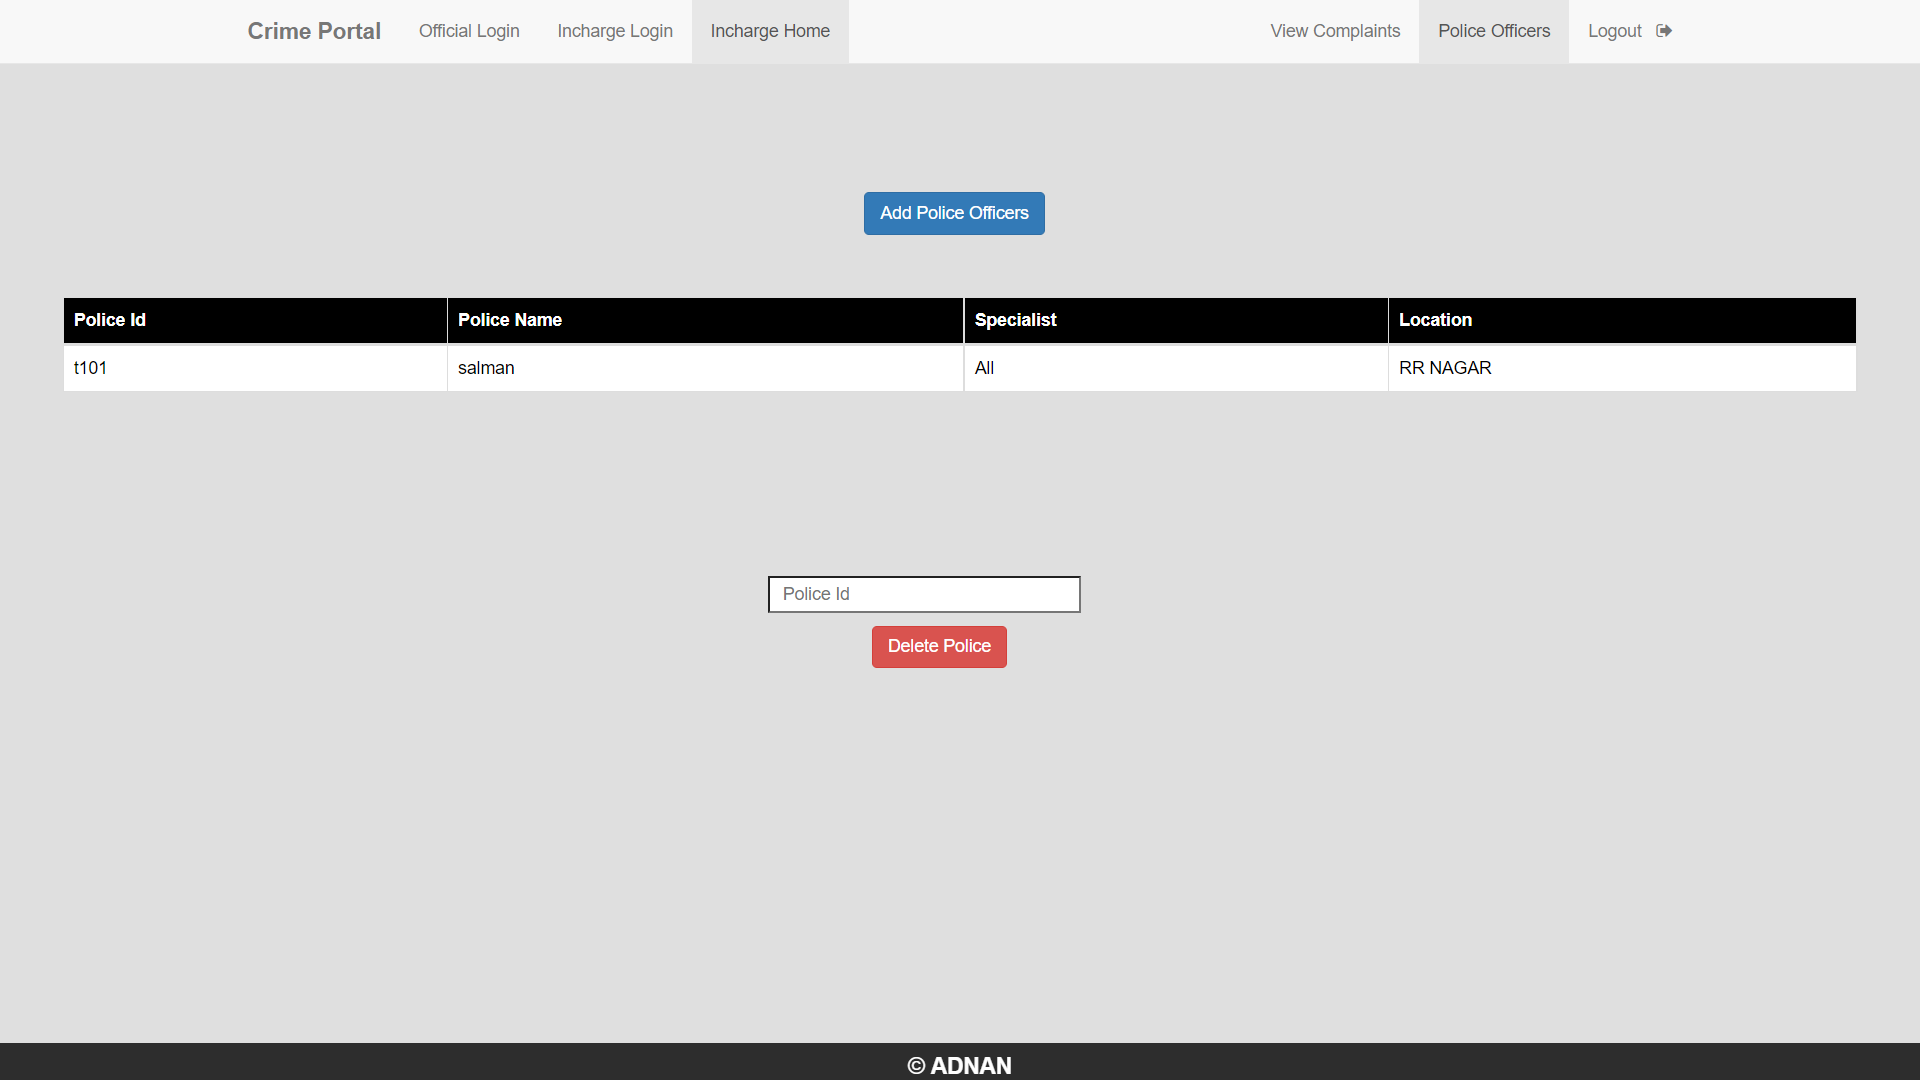 Crime Portal Official Login Incharge Login Incharge Home View Complaints Police Officers Logout
Add Police Officers
Police Id Police Name Specialist Location
t101 salman All RR NAGAR
Police Id
Delete Police
© ADNAN